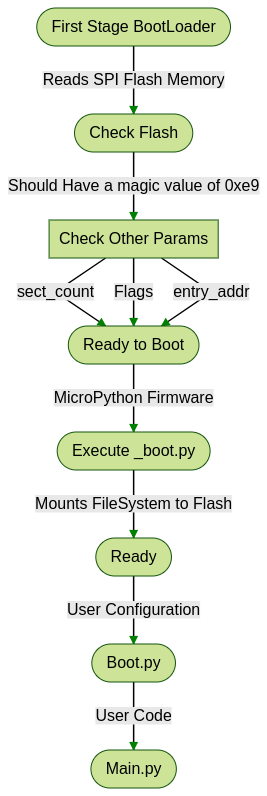 First Stage BootLoader
Reads SPI Flash Memory
Check Flash
Should Have a magic value of 0xe9
Check Other Params
sect_count
Flags
entry_addr
Ready to Boot
MicroPython Firmware
Execute _boot.py
Mounts FileSystem to Flash
Ready
User Configuration
Boot.py
User Code
Main.py